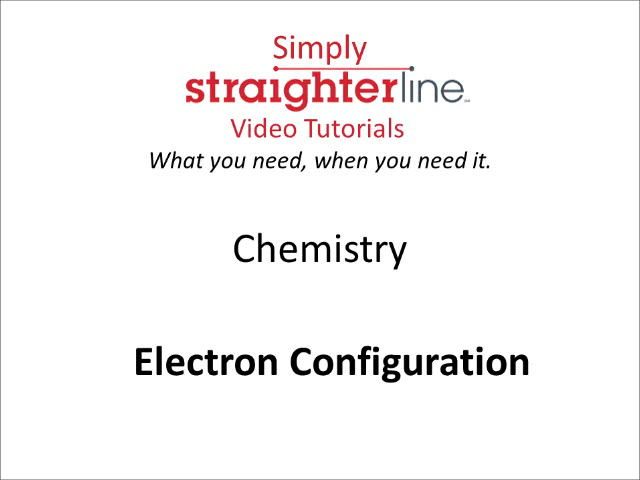 Simply
straighterline
Video Tutorials
What you need, when you need it.
Chemistry
Electron Configuration